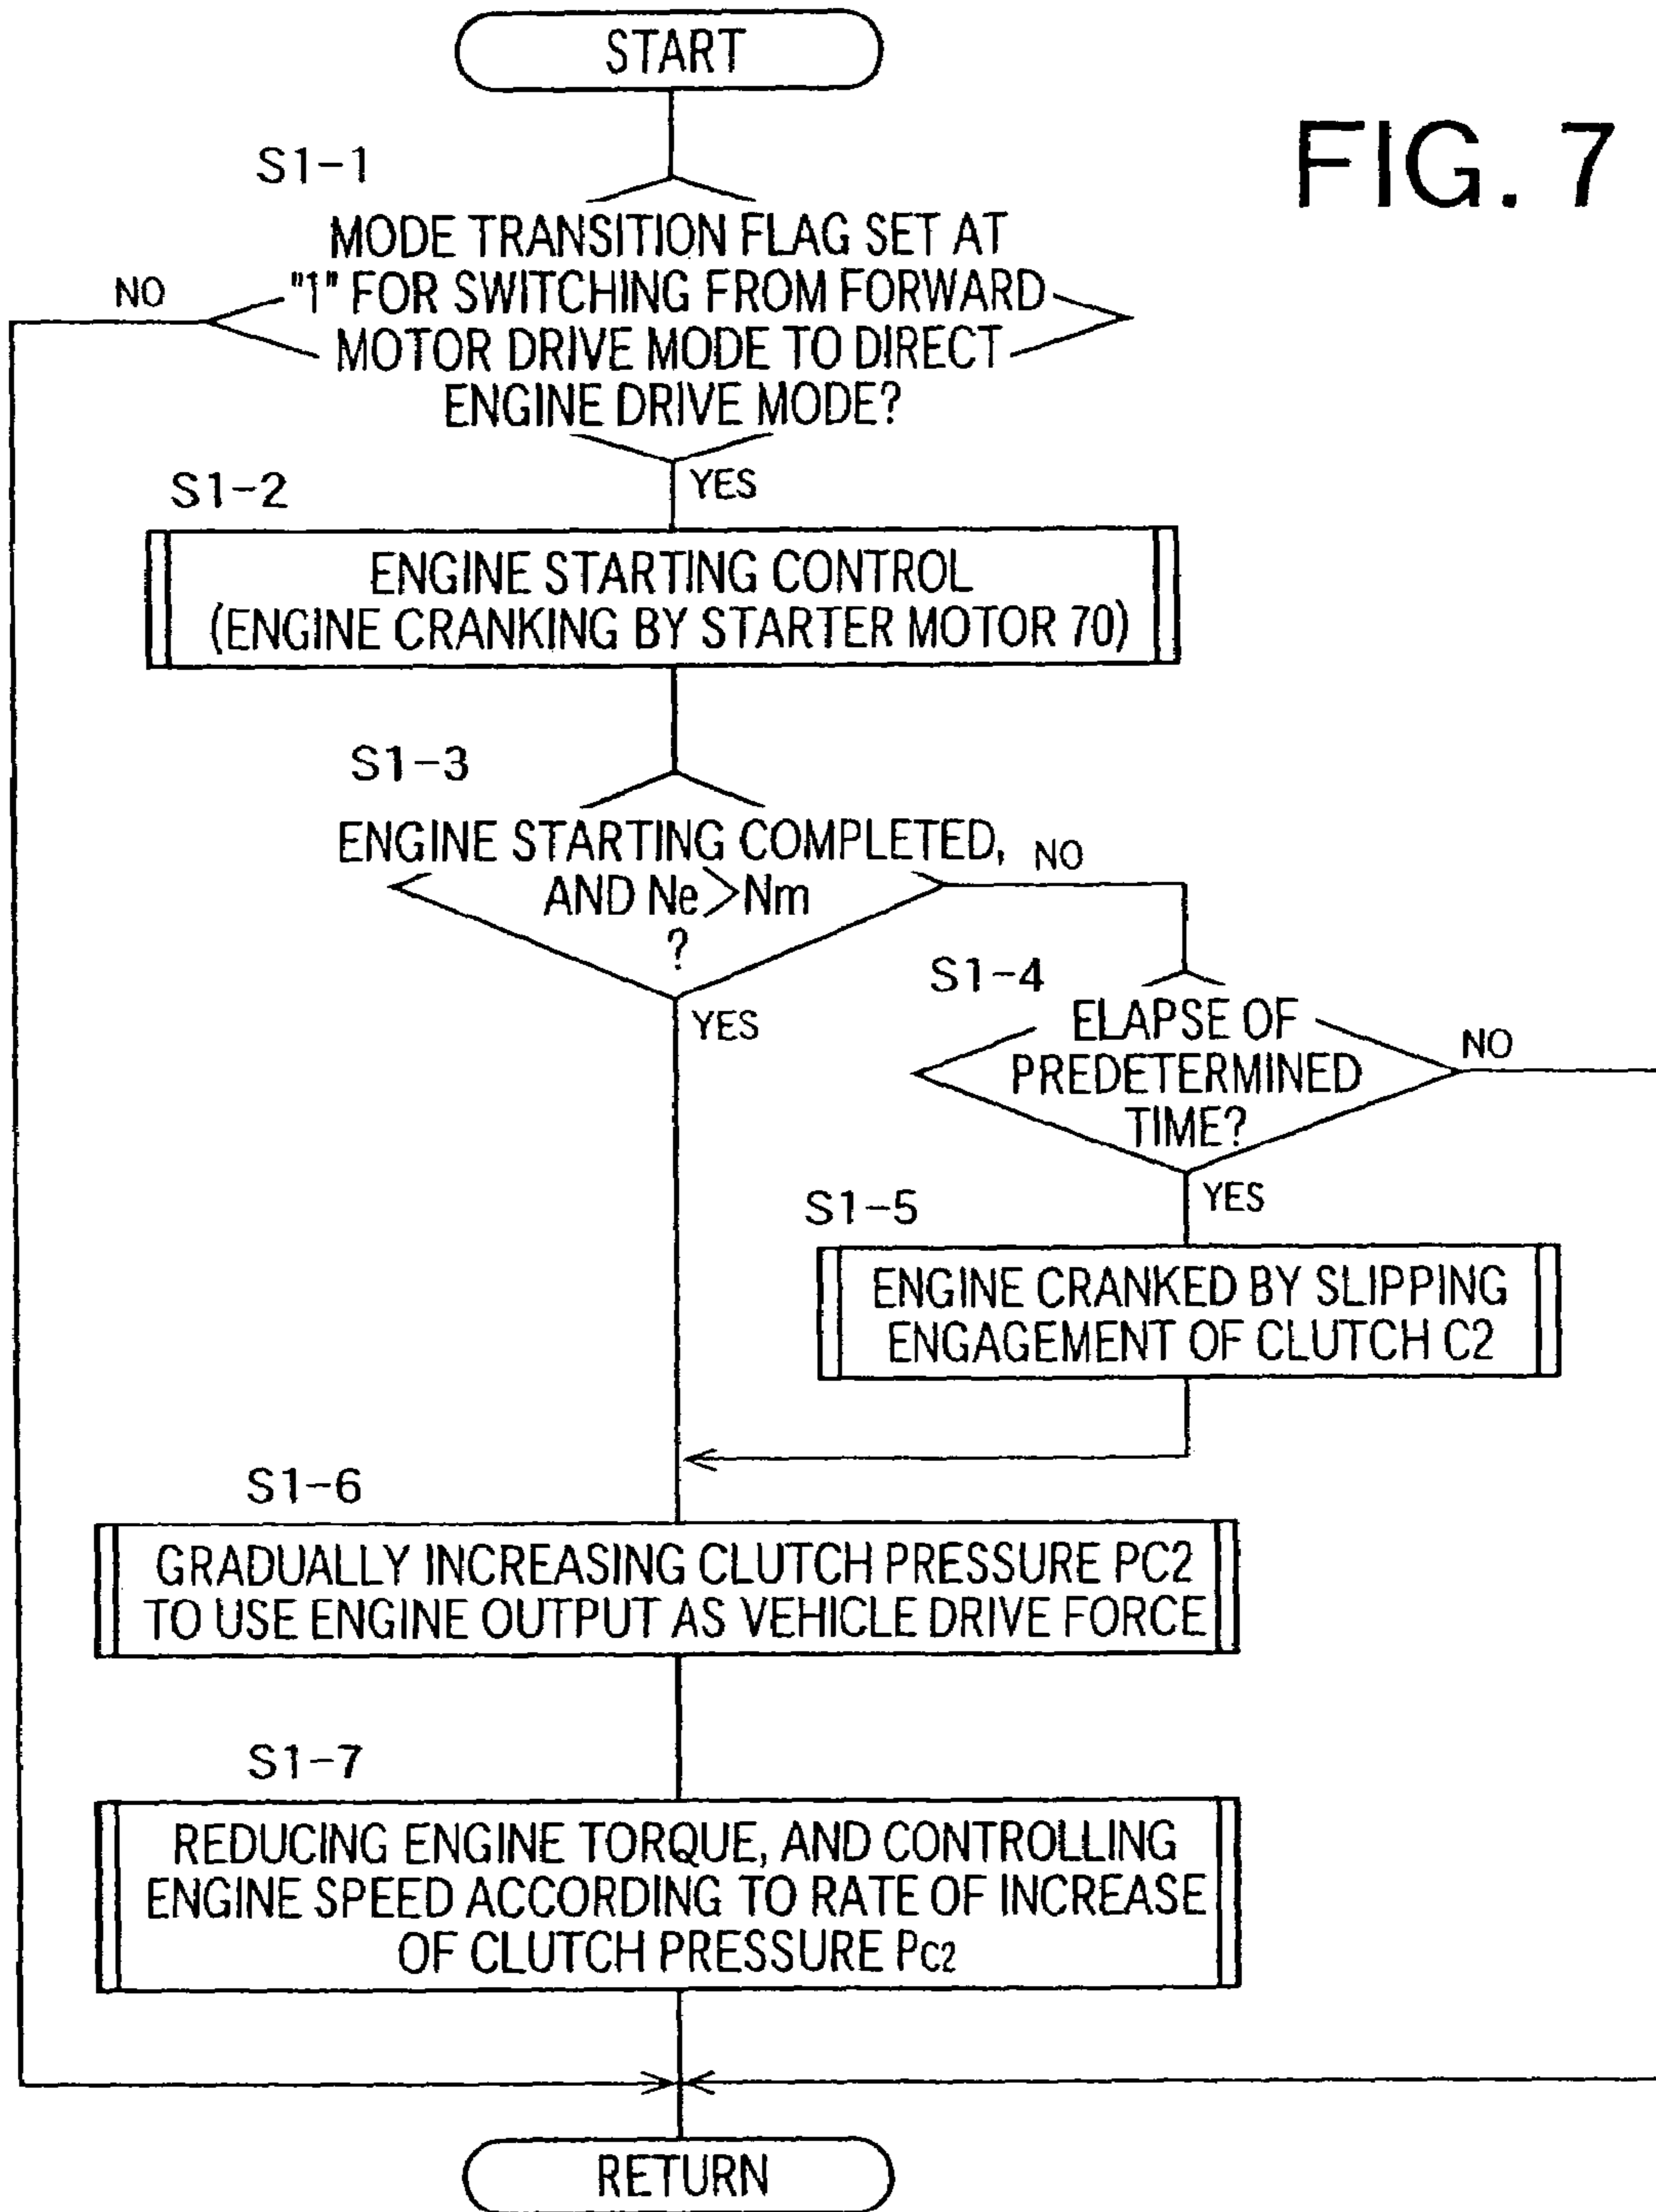 START
FIG. 7
S1-1
MODE TRANSITION FLAG SET AT
"1" FOR SWITCHING FROM FORWARD
MOTOR DRIVE MODE TO DIRECT
ENGINE DRIVE MODE?
NO
YES
S1-2
ENGINE STARTING CONTROL
(ENGINE CRANKING BY STARTER MOTOR 70)
S1-3
ENGINE STARTING COMPLETED,
AND Ne>Nm
?
NO
YES
S1-4
ELAPSE OF
PREDETERMINED
TIME?
NO
YES
S1-5
ENGINE CRANKED BY SLIPPING
ENGAGEMENT OF CLUTCH C2
S1-6
GRADUALLY INCREASING CLUTCH PRESSURE PC2
TO USE ENGINE OUTPUT AS VEHICLE DRIVE FORCE
S1-7
REDUCING ENGINE TORQUE, AND CONTROLLING
ENGINE SPEED ACCORDING TO RATE OF INCREASE
OF CLUTCH PRESSURE PC2
RETURN